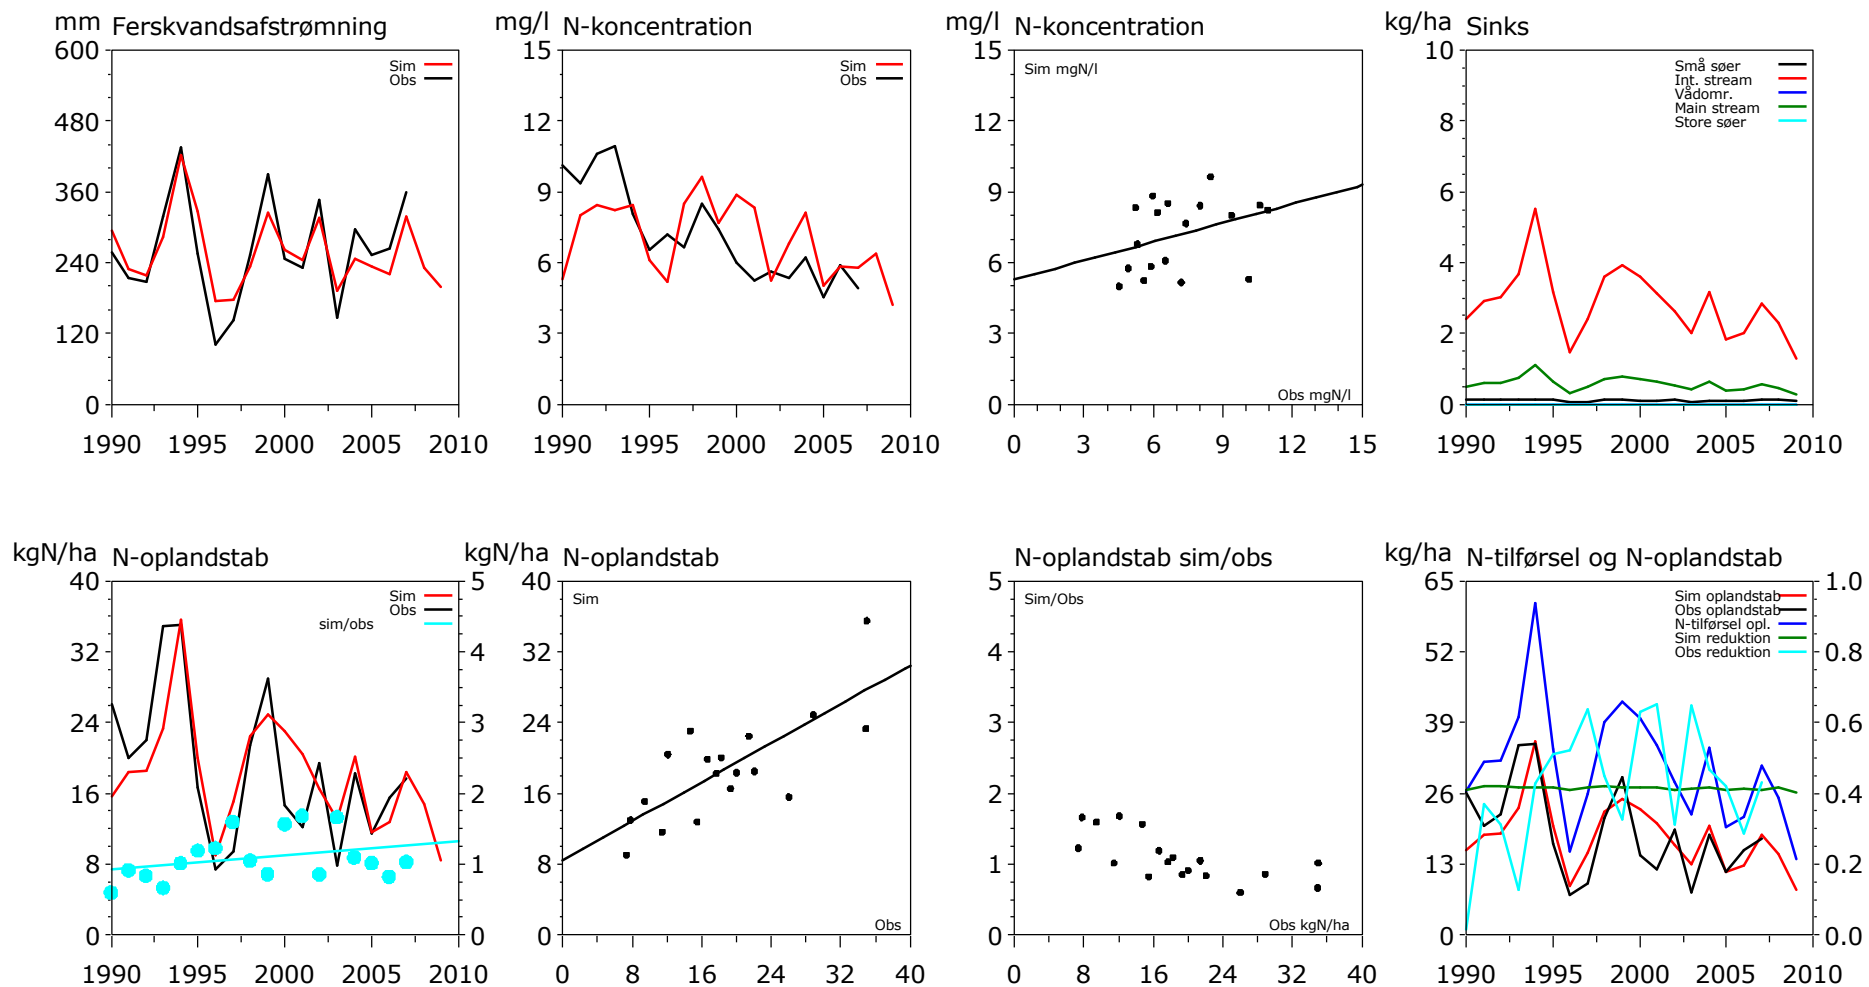 mm Ferskvandsafstrømning
600
480
360
240
120
0
Sim
Obs
1990 1995 2000 2005 2010
mg/l N-koncentration
15
12
9
6
3
0
Sim
Obs
1990 1995 2000 2005 2010
mg/l N-koncentration
15
12
9
6
3
0
Sim mgN/l
Obs mgN/l
0 3 6 9 12 15
kg/ha Sinks
10
8
6
4
2
0
Små søer
Int. stream
Vådomr.
Main stream
Store søer
1990 1995 2000 2005 2010
kgN/ha N-oplandstab
40
32
24
16
8
0
Sim
Obs
sim/obs
5
4
3
2
1
0
1990 1995 2000 2005 2010
kgN/ha N-oplandstab
40
32
24
16
8
0
Sim
Obs
0 8 16 24 32 40
N-oplandstab sim/obs
5
4
3
2
1
0
Sim/Obs
Obs kgN/ha
0 8 16 24 32 40
kg/ha N-tilførsel og N-oplandstab
65
52
39
26
13
0
Sim oplandstab
Obs oplandstab
N-tilførsel opl.
Sim reduktion
Obs reduktion
1.0
0.8
0.6
0.4
0.2
0.0
1990 1995 2000 2005 2010